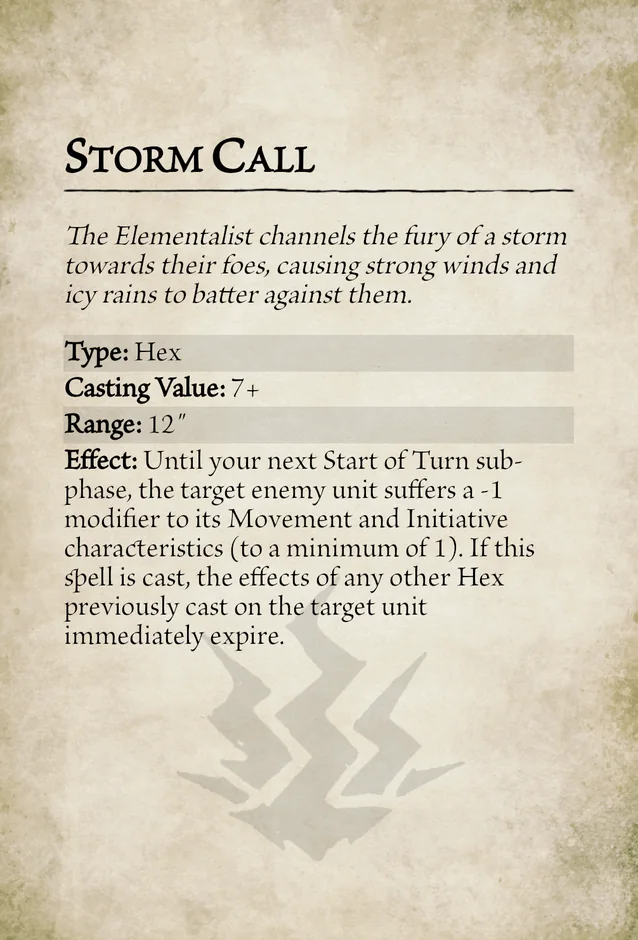 Storm Call
The Elementalist channels the fury of a storm
towards their foes, causing strong winds and
icy rains to batter against them.
Type: Hex
Casting Value: 7+
Range: 12"
Effect: Until your next Start of Turn sub-
phase, the target enemy unit suffers a -1
modifier to its Movement and Initiative
characteristics (to a minimum of 1). If this
spell is cast, the effects of any other Hex
previously cast on the target unit
immediately expire.